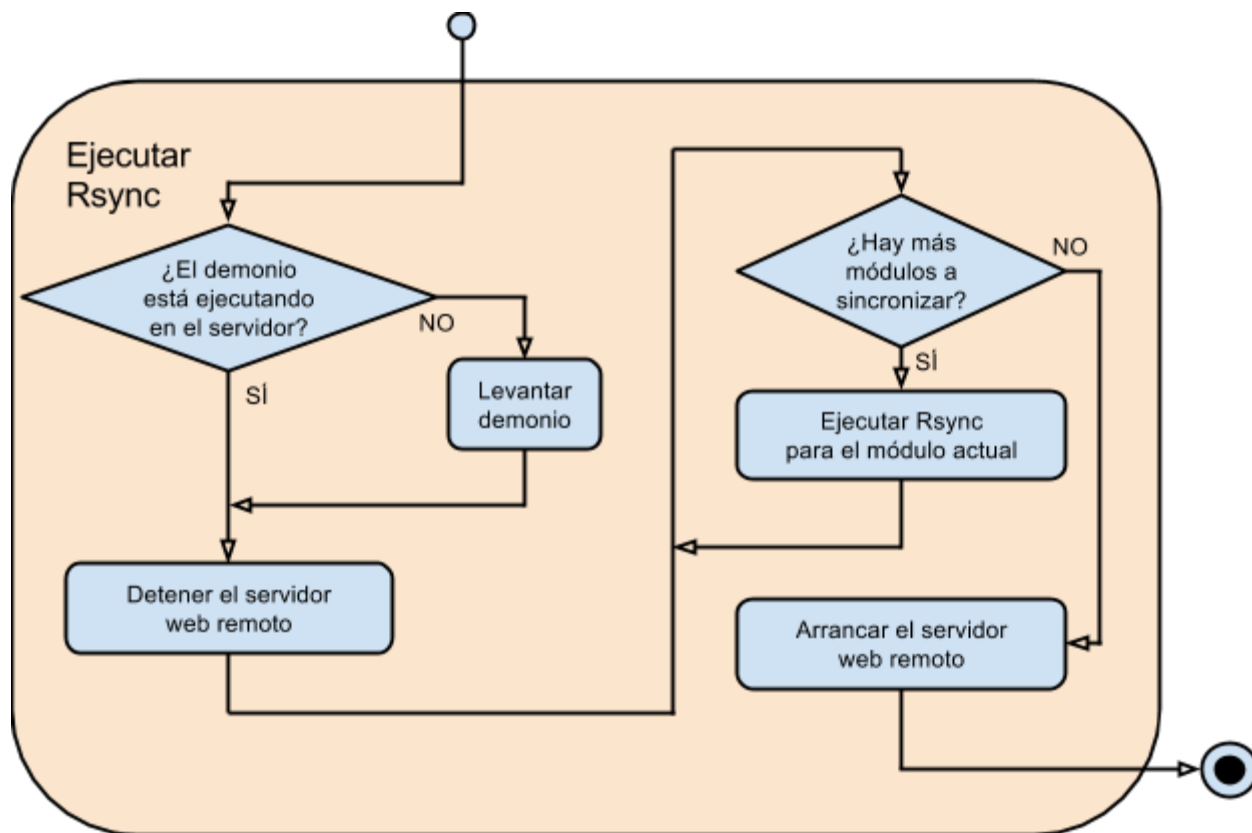 Ejecutar
Rsync
¿El demonio
está ejecutando
en el servidor?
NO
SÍ
Levantar
demonio
Detener el servidor
web remoto
¿Hay más
módulos a
sincronizar?
NO
SÍ
Ejecutar Rsync
para el módulo actual
Arrancar el servidor
web remoto